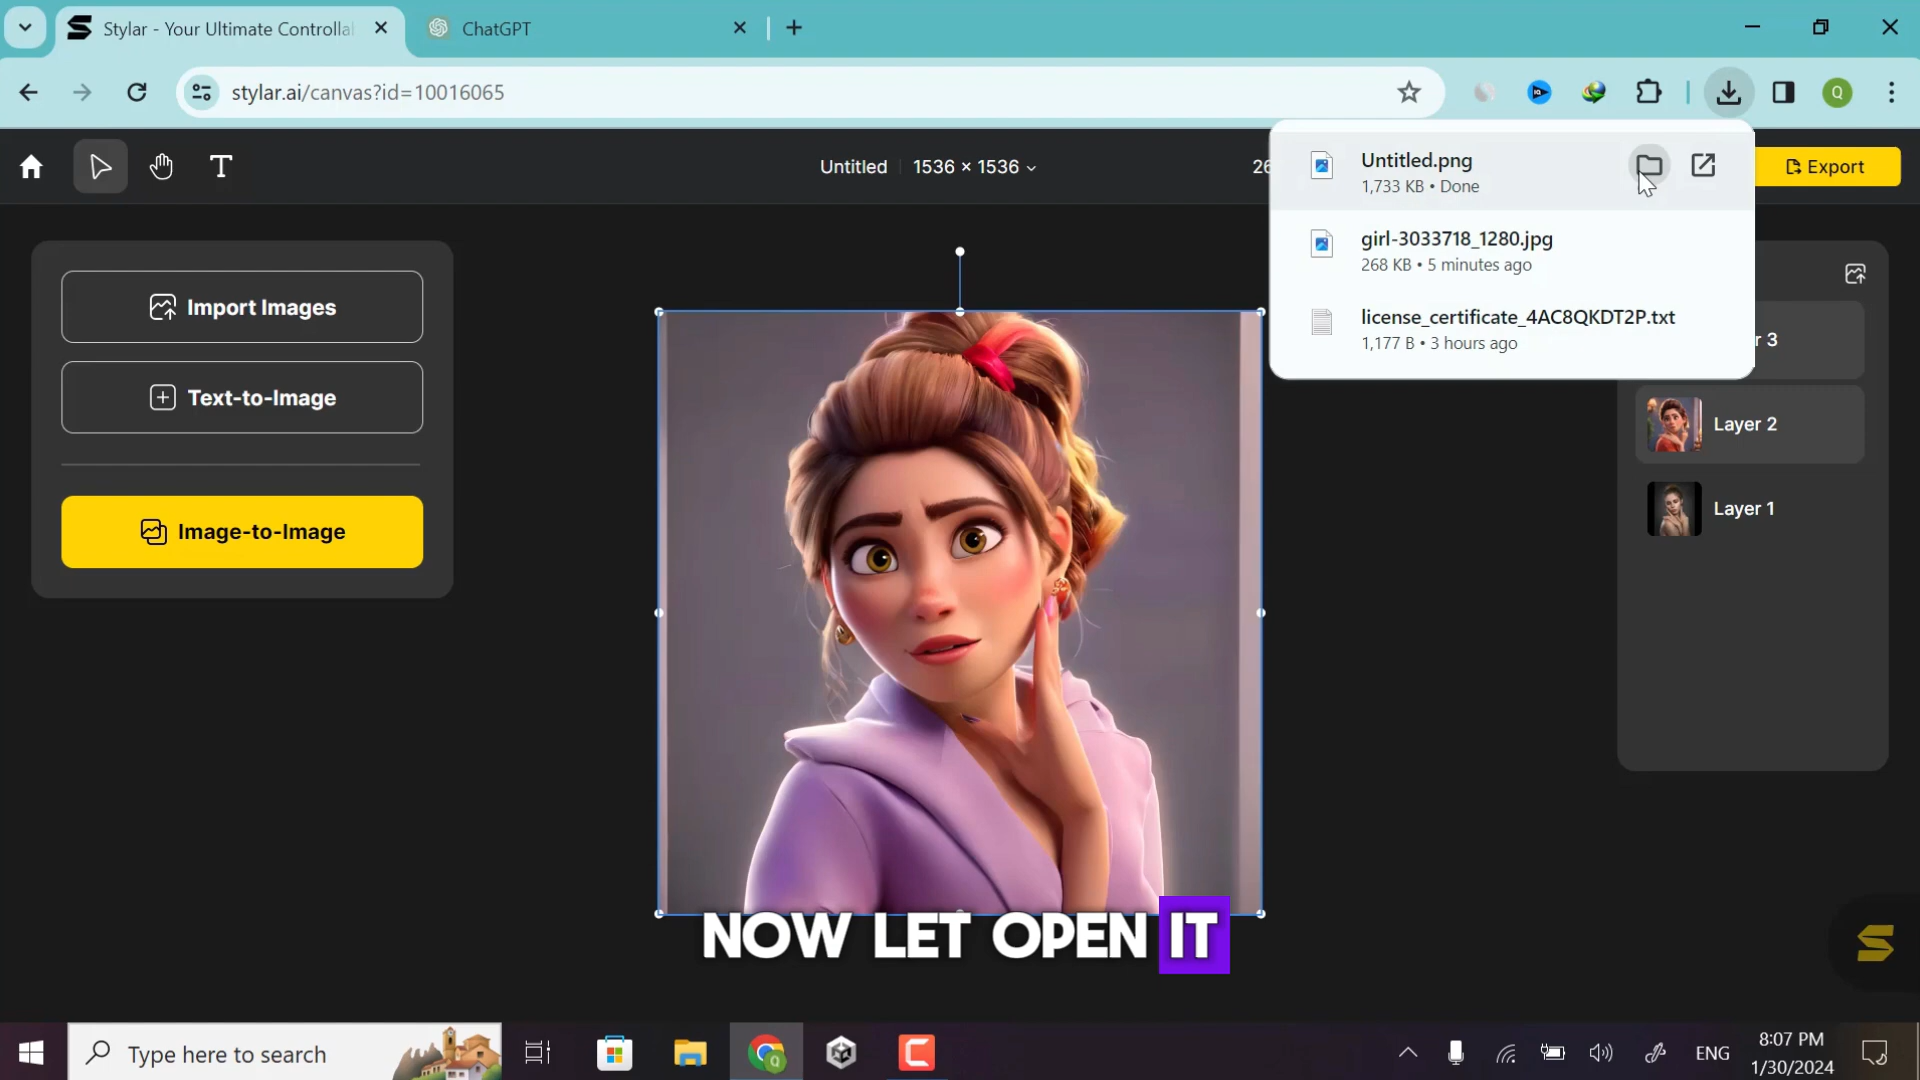 Stylar - Your Ultimate Controlla
ChatGPT
stylar.ai/canvas?id=10016065
Q
Untitled
1536 × 1536
26
Export
Untitled.png
1,733 KB • Done
girl-3033718_1280.jpg
268 KB • 5 minutes ago
license_certificate_4AC8QKDT2P.txt
1,177 B • 3 hours ago
Import Images
Text-to-Image
Image-to-Image
r 3
Layer 2
Layer 1
NOW LET OPEN IT
Type here to search
ENG
8:07 PM
1/30/2024